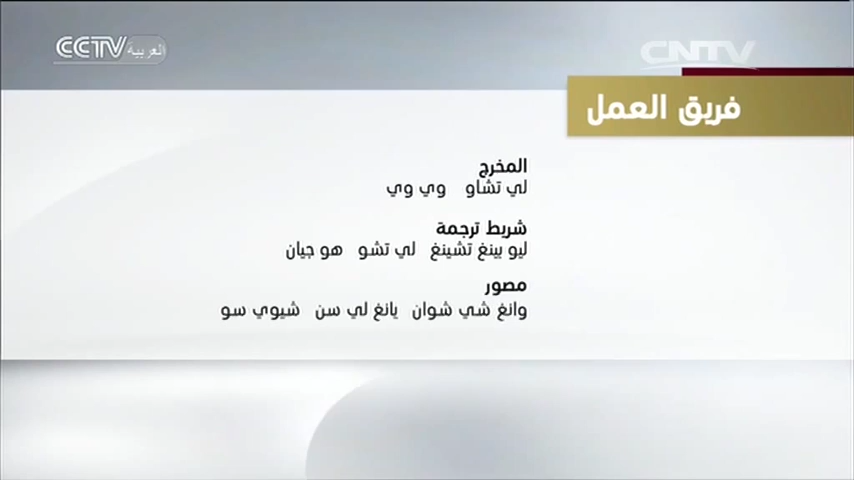 CCTV العربية
CNTV
فريق العمل
المخرج
لي تشاو وي وي
شريط ترجمة
ليو بينغ تشينغ لي تشو هو جيان
مصور
وانغ شي شوان يانغ لي سن شيوي سو